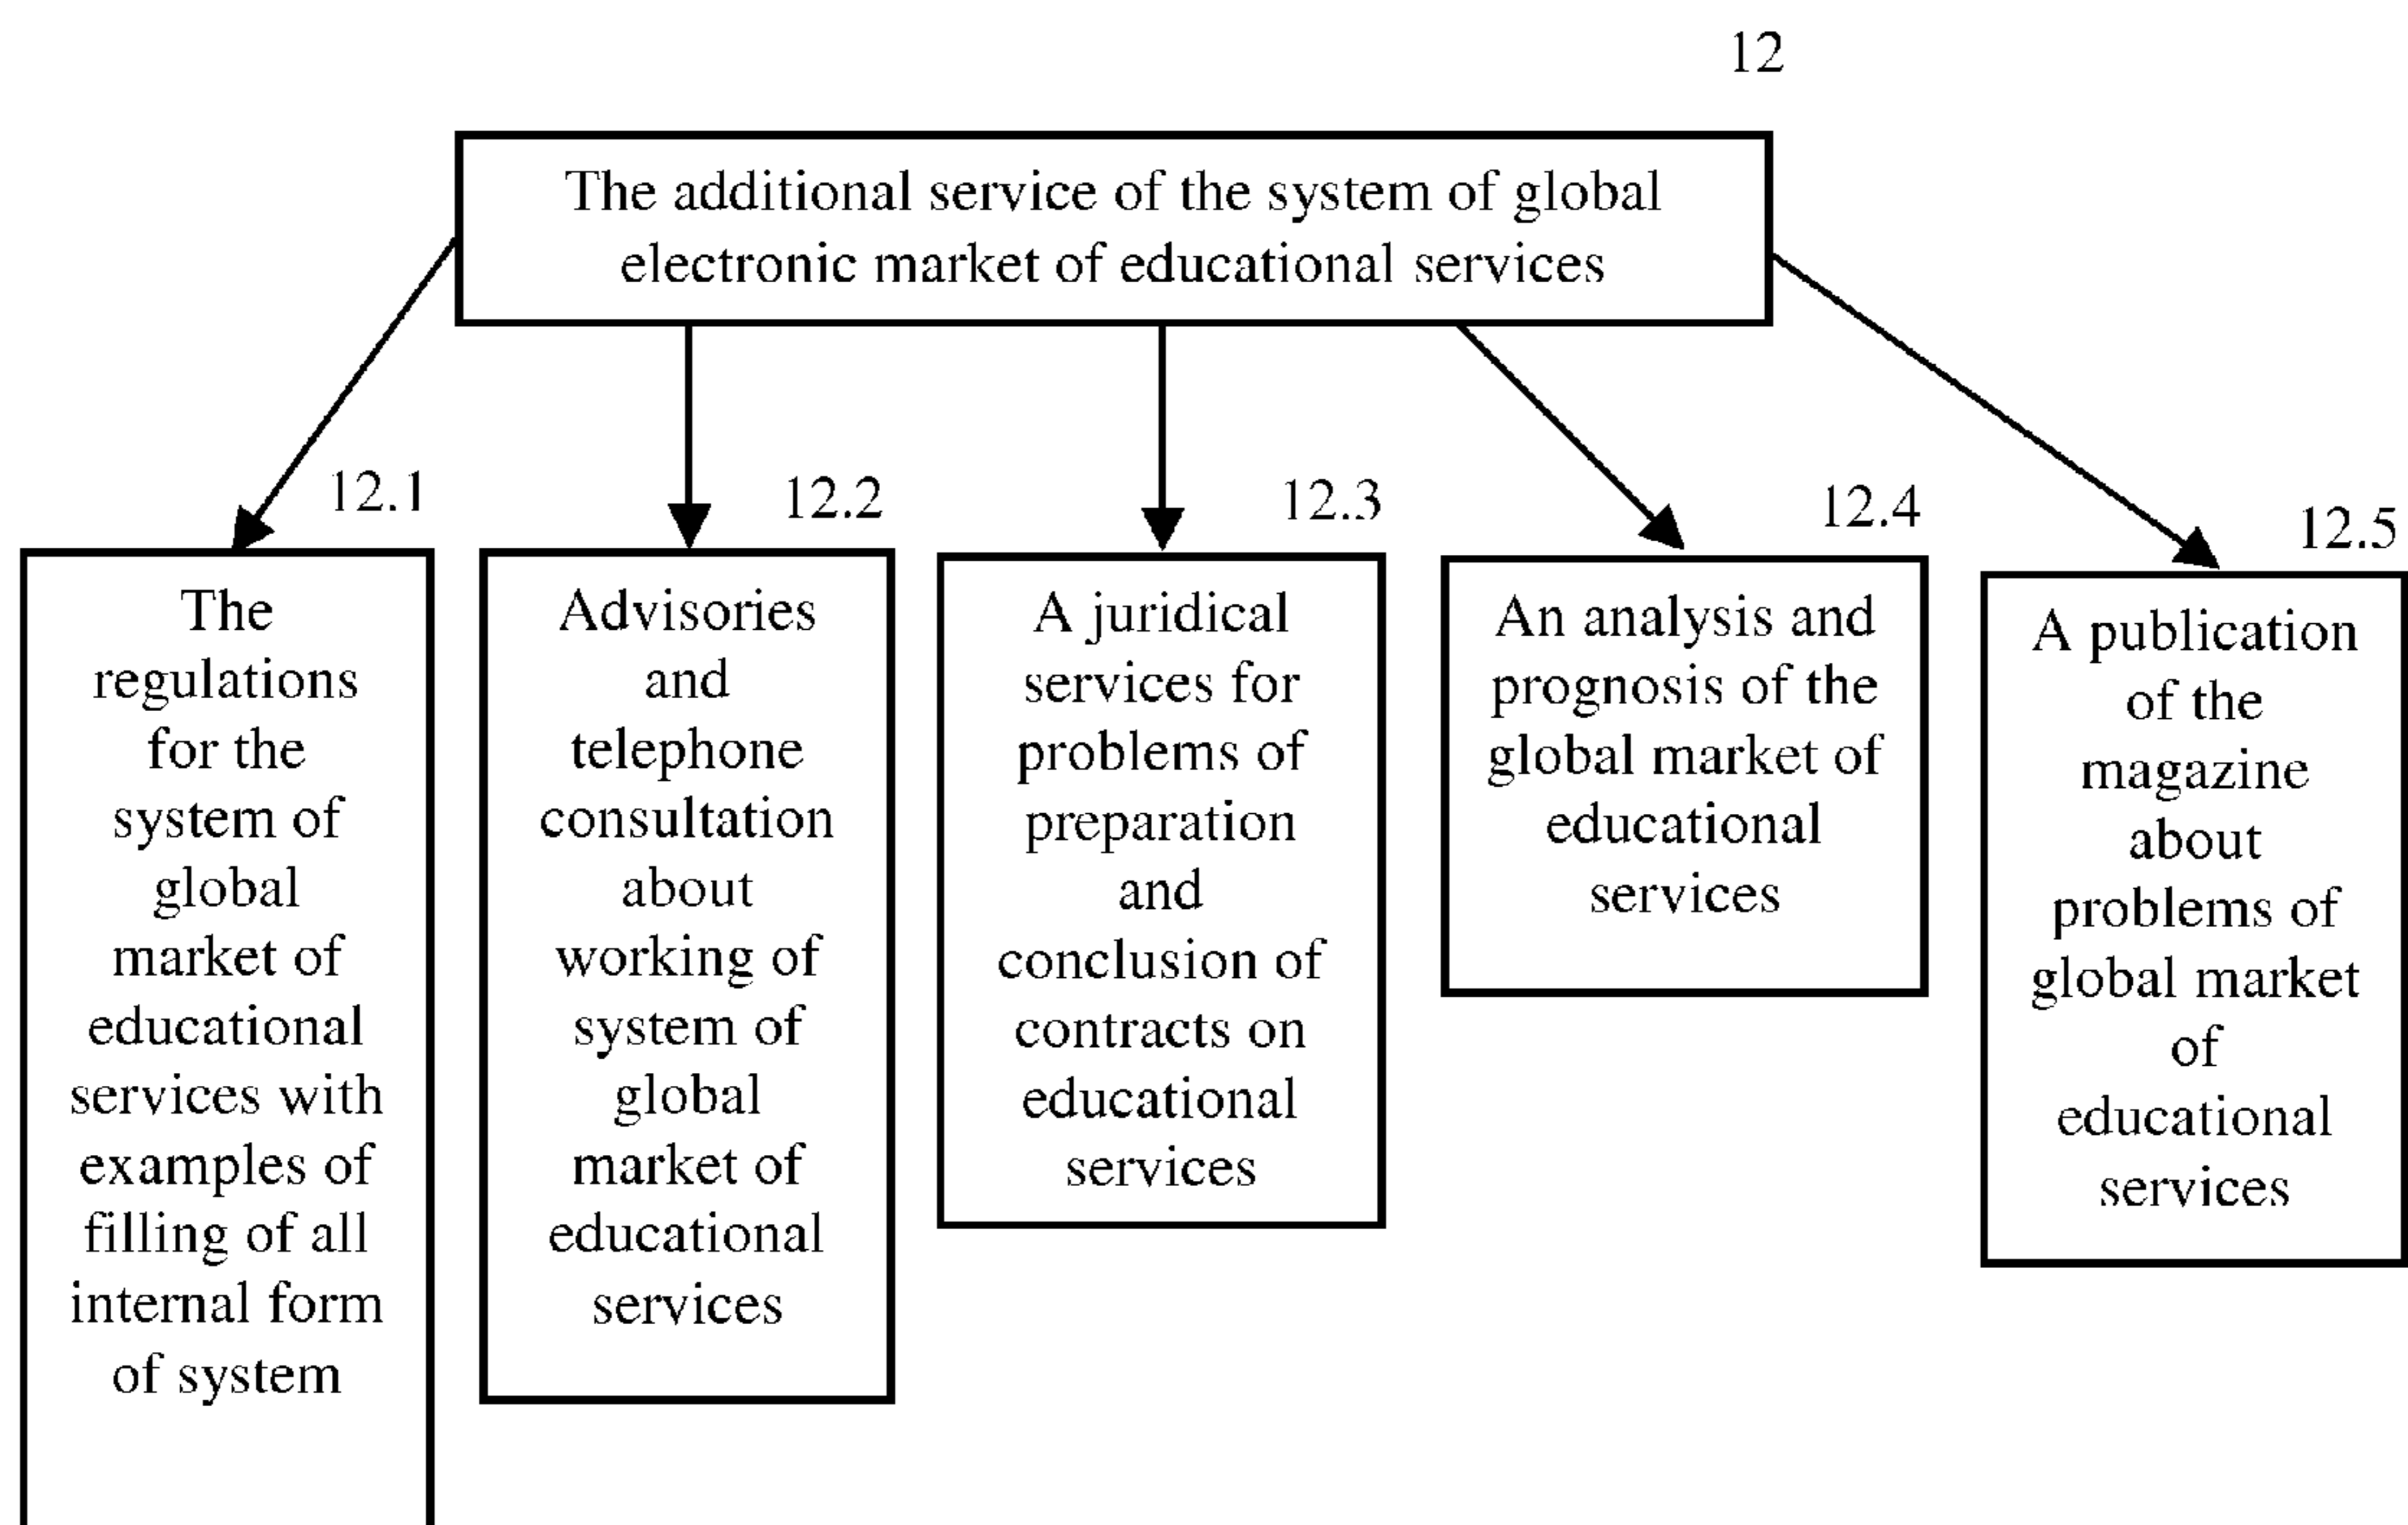 12
The additional service of the system of global
electronic market of educational services
12.1
The
regulations
for the
system of
global
market of
educational
services with
examples of
filling of all
internal form
of system
12.2
Advisories
and
telephone
consultation
about
working of
system of
global
market of
educational
services
12.3
A juridical
services for
problems of
preparation
and
conclusion of
contracts on
educational
services
12.4
An analysis and
prognosis of the
global market of
educational
services
12.5
A publication
of the
magazine
about
problems of
global market
of
educational
services